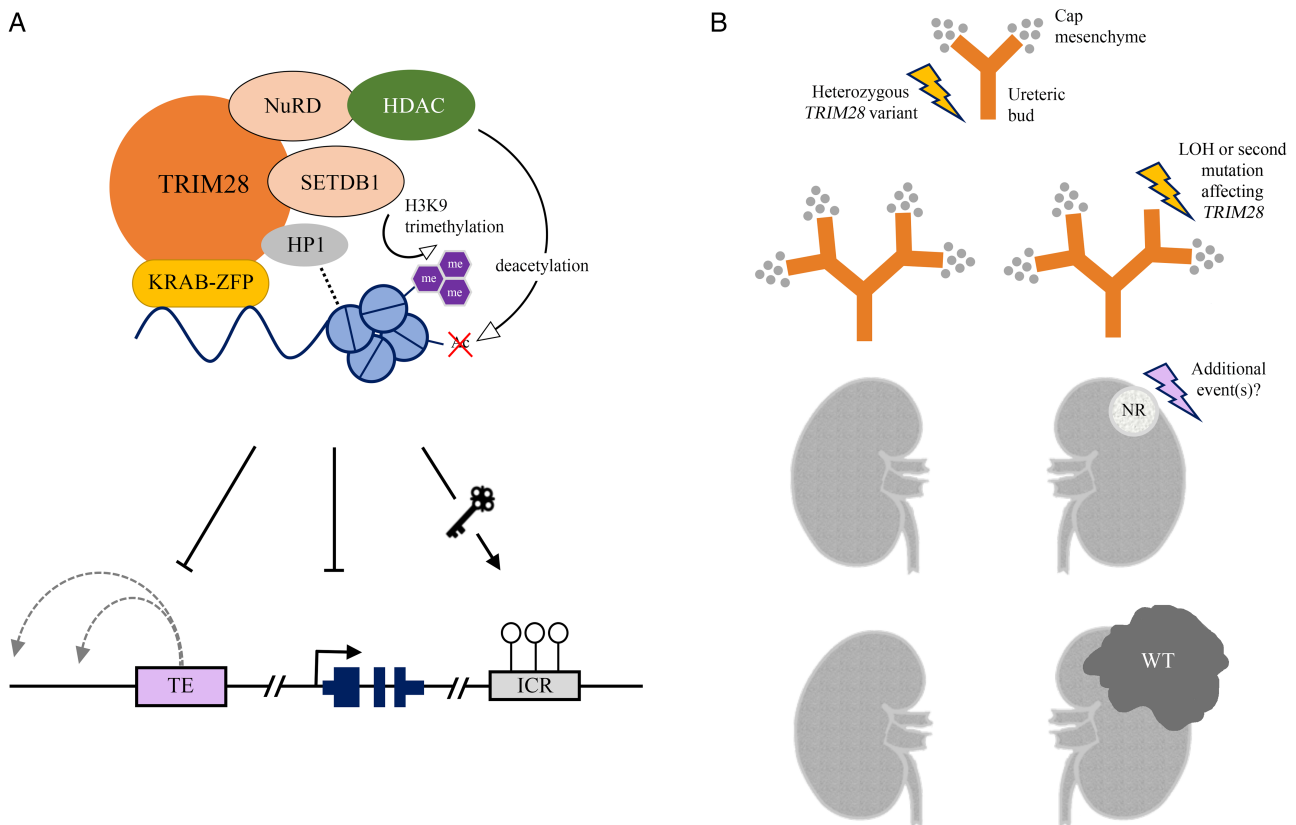 A
NuRD
HDAC
TRIM28
SETDB1
H3K9
trimethylation
HP1
deacetylation
KRAB-ZFP
me
me
me
Ac
TE
ICR
B
Cap
mesenchyme
Heterozygous
TRIM28 variant
Ureteric
bud
LOH or second
mutation
affecting
TRIM28
Additional
event(s)?
NR
WT